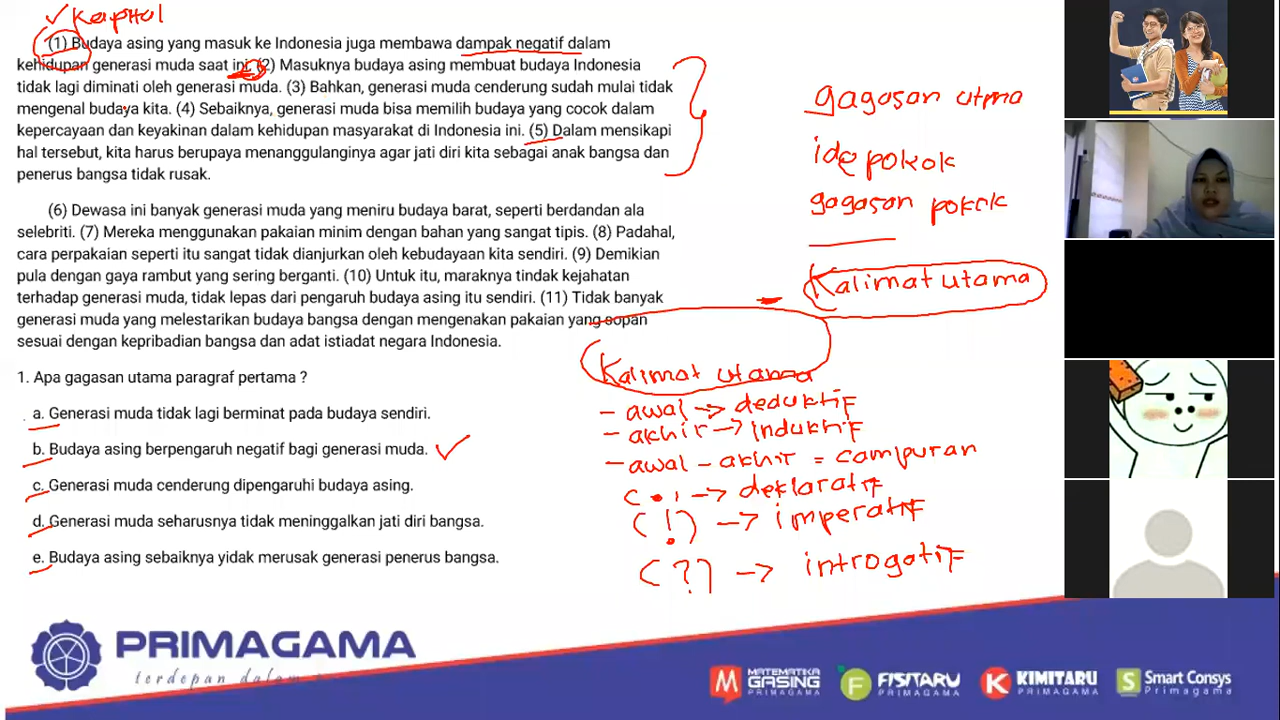 ✓ Kapital
(1) Budaya asing yang masuk ke Indonesia juga membawa dampak negatif dalam
kehidupan generasi muda saat ini. (2) Masuknya budaya asing membuat budaya Indonesia
tidak lagi diminati oleh generasi muda. (3) Bahkan, generasi muda cenderung sudah mulai tidak
mengenal budaya kita. (4) Sebaiknya, generasi muda bisa memilih budaya yang cocok dalam
kepercayaan dan keyakinan dalam kehidupan masyarakat di Indonesia ini. (5) Dalam mensikapi
hal tersebut, kita harus berupaya menanggulanginya agar jati diri kita sebagai anak bangsa dan
penerus bangsa tidak rusak.
(6) Dewasa ini banyak generasi muda yang meniru budaya barat, seperti berdandan ala
selebriti. (7) Mereka menggunakan pakaian minim dengan bahan yang sangat tipis. (8) Padahal,
cara perpakaian seperti itu sangat tidak dianjurkan oleh kebudayaan kita sendiri. (9) Demikian
pula dengan gaya rambut yang sering berganti. (10) Untuk itu, maraknya tindak kejahatan
terhadap generasi muda, tidak lepas dari pengaruh budaya asing itu sendiri. (11) Tidak banyak
generasi muda yang melestarikan budaya bangsa dengan mengenakan pakaian yang sopan
sesuai dengan kepribadian bangsa dan adat istiadat negara Indonesia.
1. Apa gagasan utama paragraf pertama ?
a. Generasi muda tidak lagi berminat pada budaya sendiri.
b. Budaya asing berpengaruh negatif bagi generasi muda. ✓
c. Generasi muda cenderung dipengaruhi budaya asing.
d. Generasi muda seharusnya tidak meninggalkan jati diri bangsa.
e. Budaya asing sebaiknya yidak merusak generasi penerus bangsa.
gagasan utma
ide pokok
gagasan pokok
Kalimat utama
Kalimat utama
- awal -> deduktif
- akhir -> induktif
- awal - akhir = campuran
( . ) -> deklaratif
( ! ) -> imperatif
( ?) -> introgatif
PRIMAGAMA
terdepan dalam
MATEMATIKA
GASING
PRIMAGAMA
FISITARU
PRIMAGAMA
KIMITARU
PRIMAGAMA
Smart Consys
Primagama